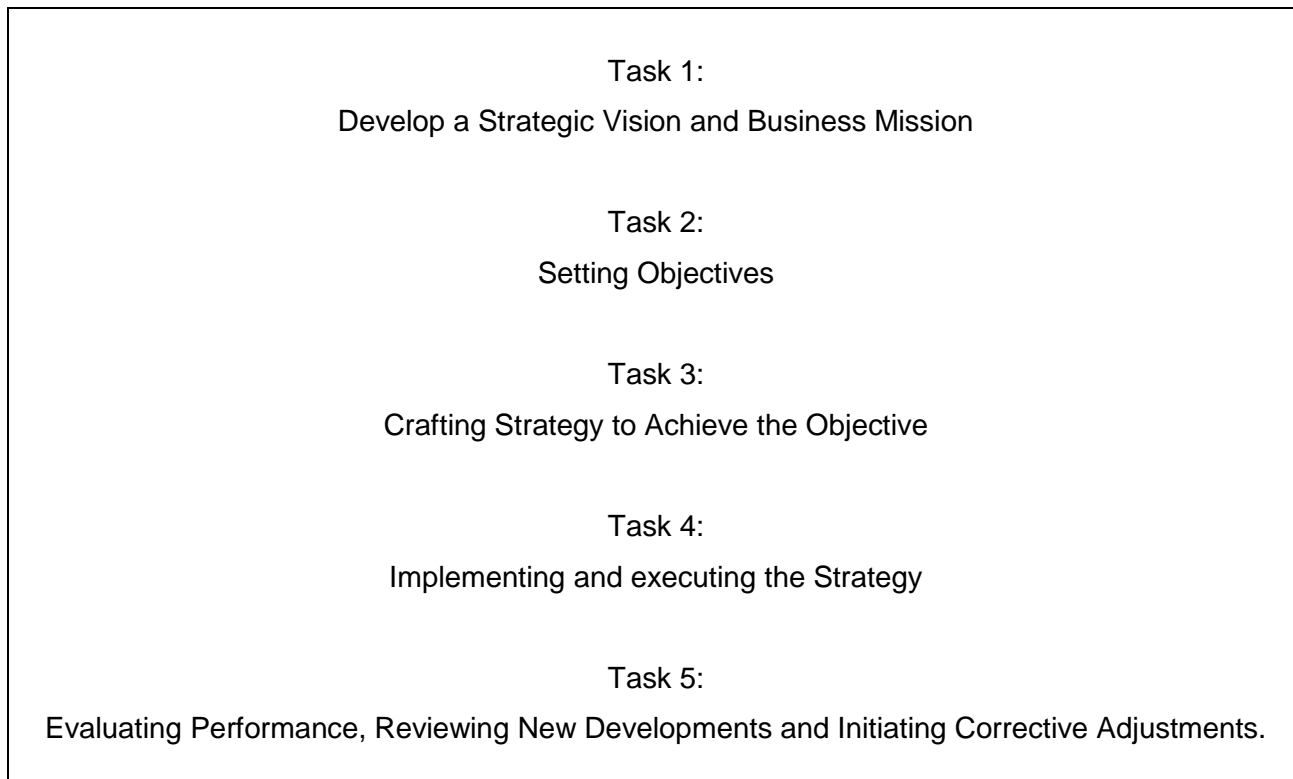 Task 1:
Develop a Strategic Vision and Business Mission
Task 2:
Setting Objectives
Task 3:
Crafting Strategy to Achieve the Objective
Task 4:
Implementing and executing the Strategy
Task 5:
Evaluating Performance, Reviewing New Developments and Initiating Corrective Adjustments.